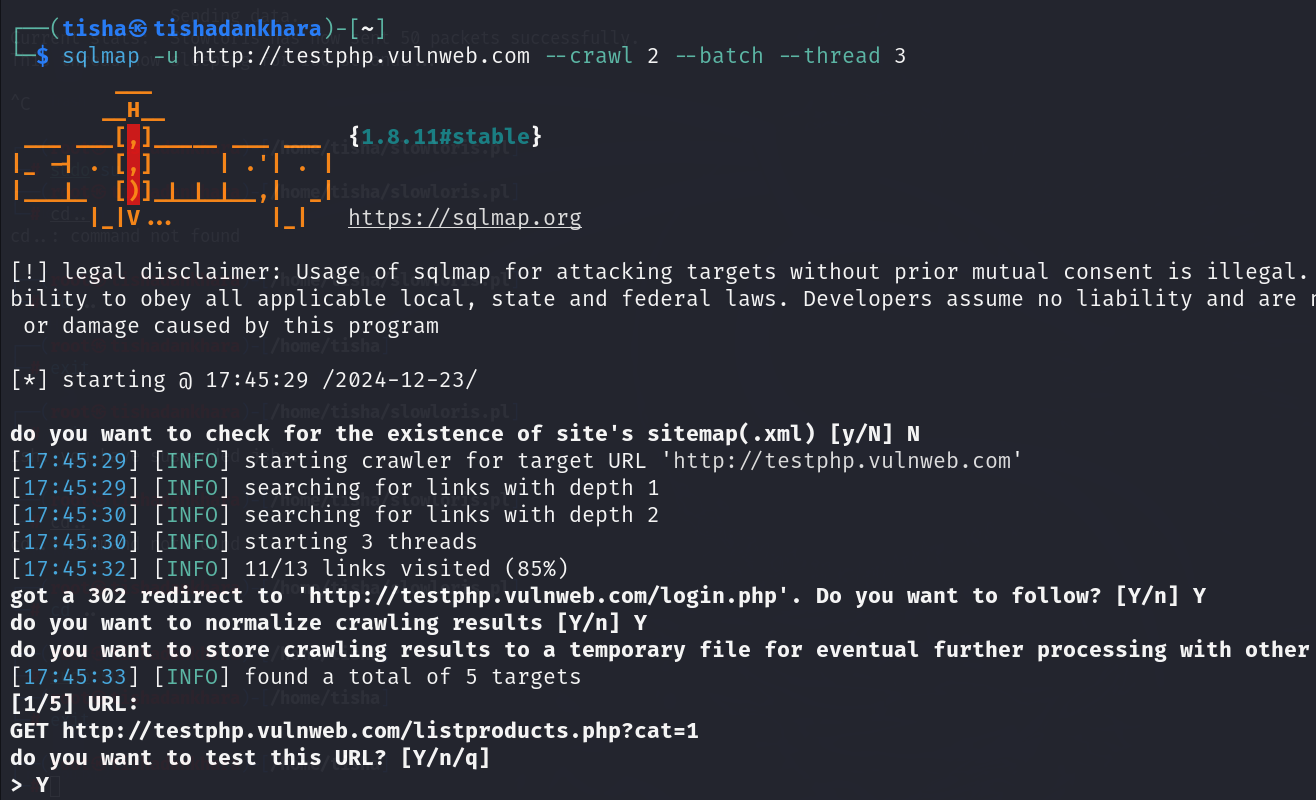 ┌──(tisha㉿tishadankhara)-[~]
└─$ sqlmap -u http://testphp.vulnweb.com --crawl 2 --batch --thread 3
        ___
       __H__
 ___ ___[,]_____ ___ ___  {1.8.11#stable}
|_ -| . [,]     | .'| . |
|___|_  [)]_|_|_|__,|  _|
      |_|V...       |_|   https://sqlmap.org
[!] legal disclaimer: Usage of sqlmap for attacking targets without prior mutual consent is illegal.
bility to obey all applicable local, state and federal laws. Developers assume no liability and are
or damage caused by this program
[*] starting @ 17:45:29 /2024-12-23/
do you want to check for the existence of site's sitemap(.xml) [y/N] N
[17:45:29] [INFO] starting crawler for target URL 'http://testphp.vulnweb.com'
[17:45:29] [INFO] searching for links with depth 1
[17:45:30] [INFO] searching for links with depth 2
[17:45:30] [INFO] starting 3 threads
[17:45:32] [INFO] 11/13 links visited (85%)
got a 302 redirect to 'http://testphp.vulnweb.com/login.php'. Do you want to follow? [Y/n] Y
do you want to normalize crawling results [Y/n] Y
do you want to store crawling results to a temporary file for eventual further processing with other
[17:45:33] [INFO] found a total of 5 targets
[1/5] URL:
GET http://testphp.vulnweb.com/listproducts.php?cat=1
do you want to test this URL? [Y/n/q]
> Y